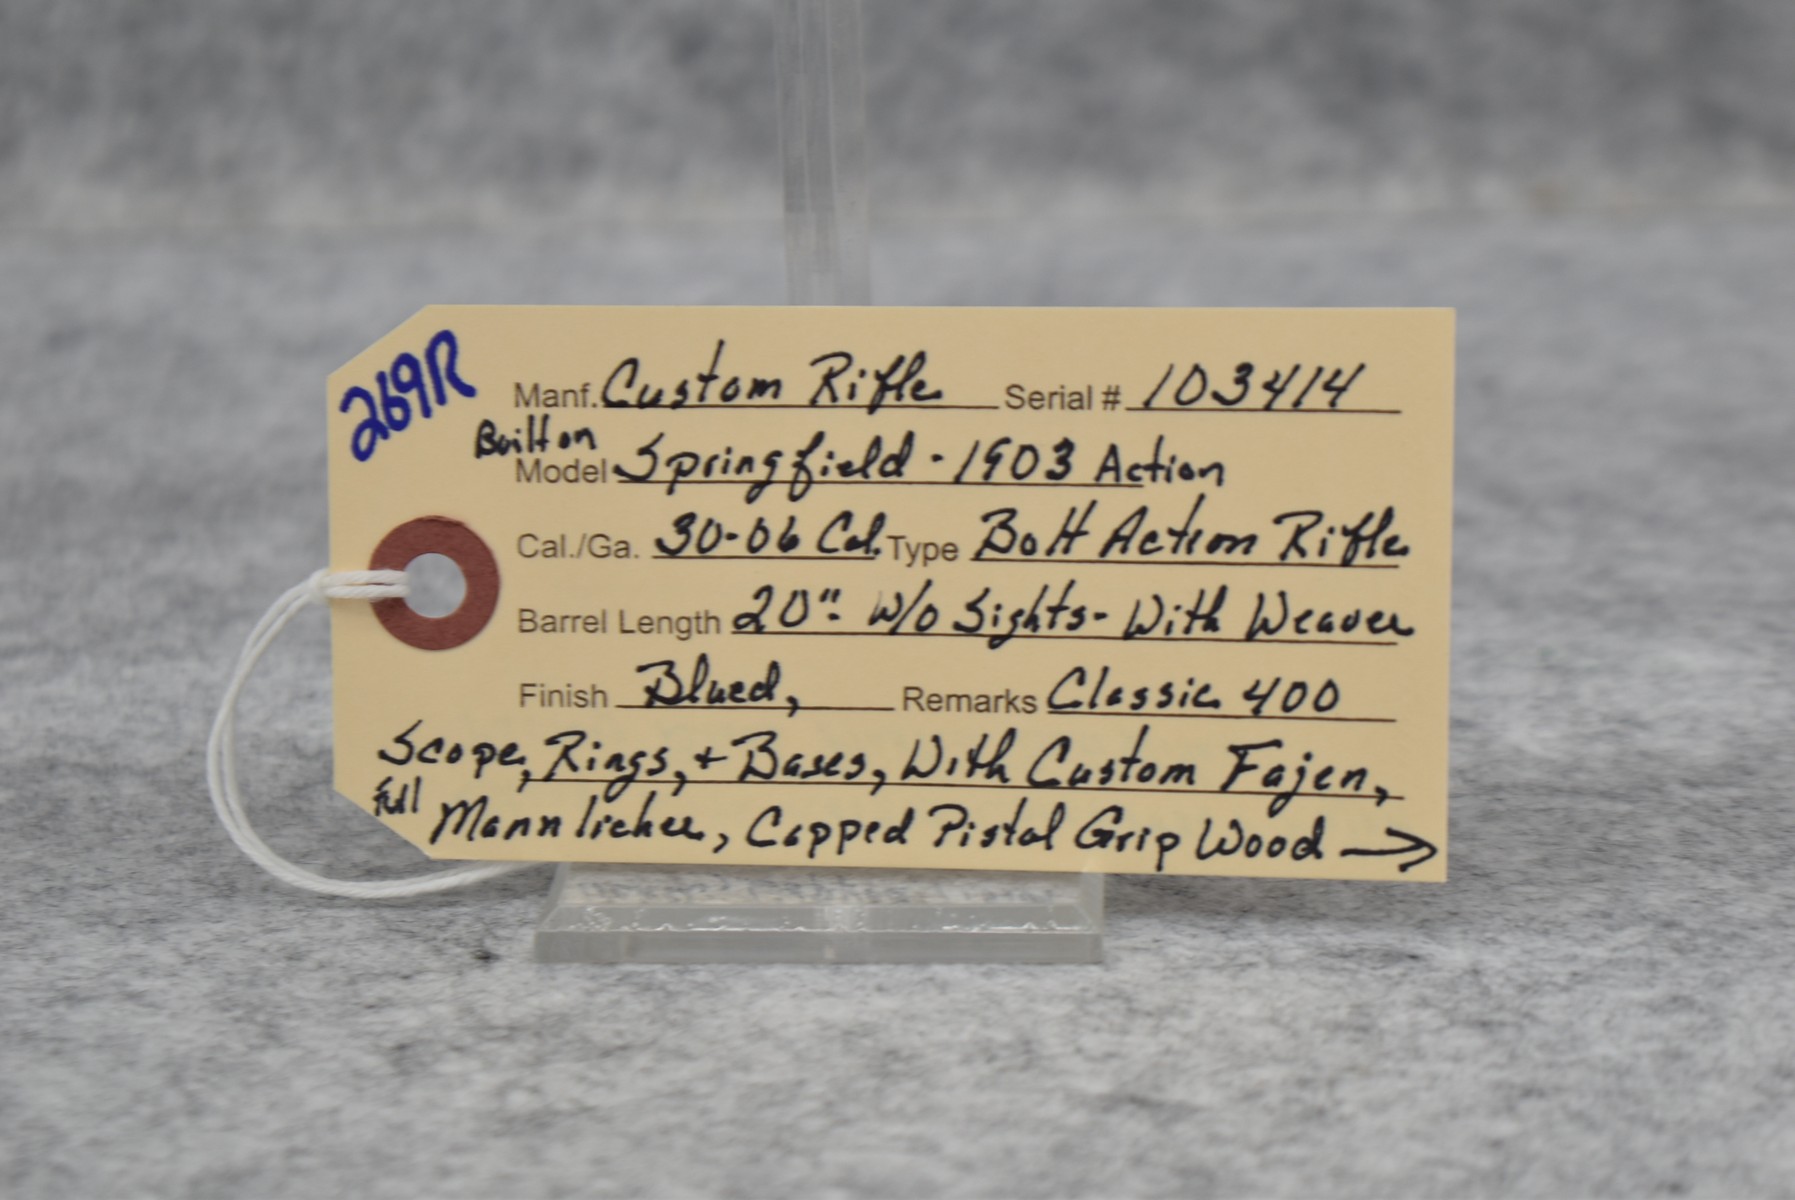 269R
Manf. Custom Rifle Serial # 103414
Built on
Model Springfield - 1903 Action
Cal./Ga. 30-06 Cal. Type Bolt Action Rifle
Barrel Length 20" - W/o Sights - With Weaver
Finish Blued, Remarks Classic 400
Scope, Rings, + Bases, With Custom Fajen,
full Mannlicher, Capped Pistol Grip Wood →